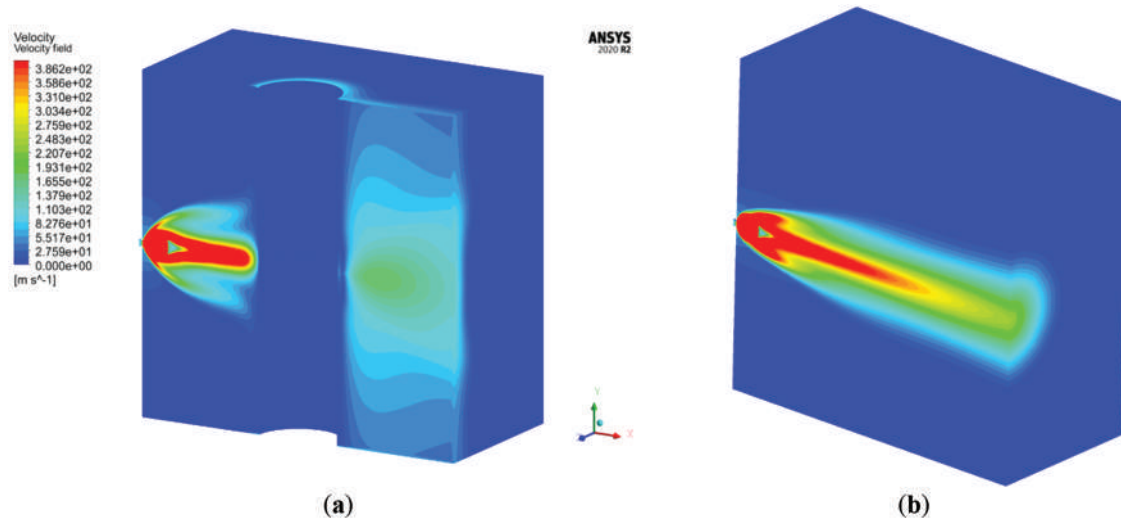 Velocity
Velocity field
3.862e+02
3.586e+02
3.310e+02
3.034e+02
2.759e+02
2.483e+02
2.207e+02
1.931e+02
1.655e+02
1.379e+02
1.103e+02
8.276e+01
5.517e+01
2.759e+01
0.000e+00
[m s^-1]
ANSYS
2020 R2
Y
X
(a)
(b)